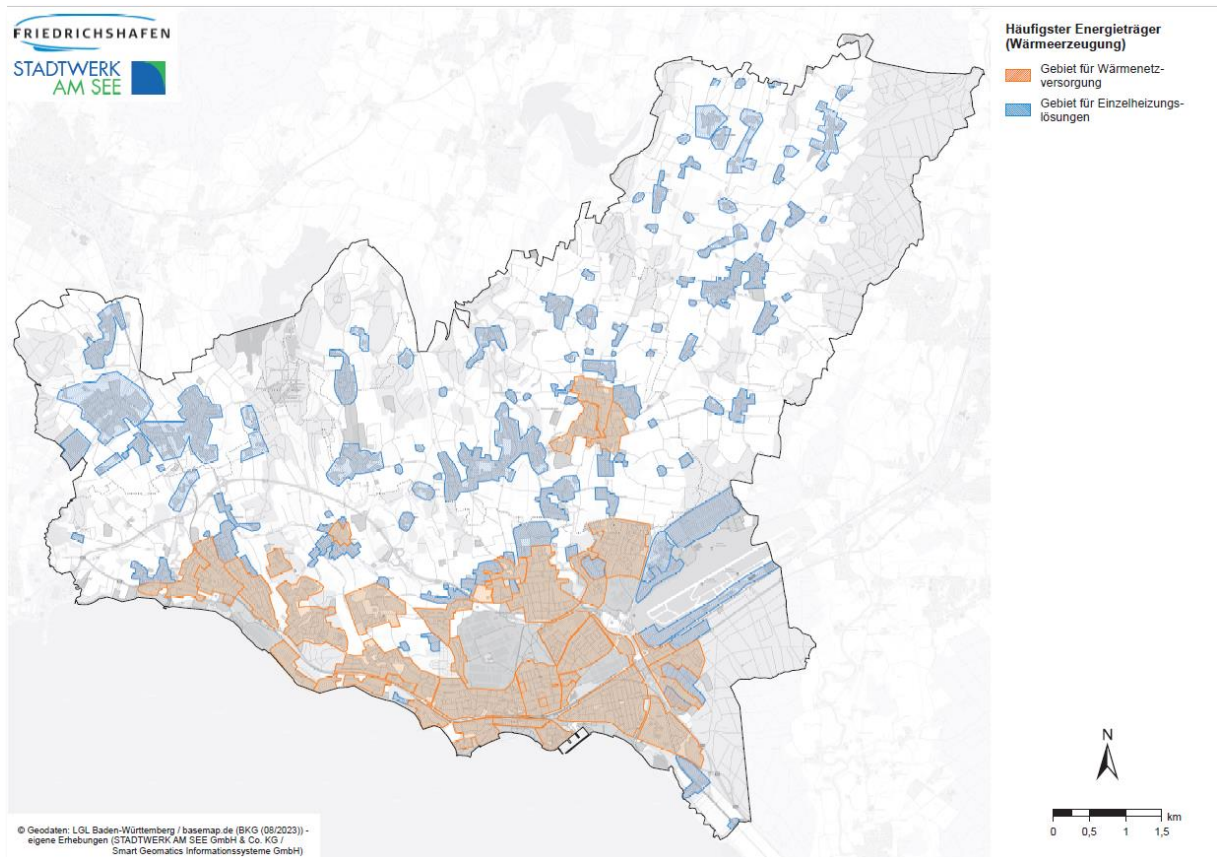 FRIEDRICHSHAFEN
STADTWERK
AM SEE
Häufigster Energieträger
(Wärmeerzeugung)
Gebiet für Wärmenetz-
versorgung
Gebiet für Einzelheizungs-
lösungen
N
km
0 0,5 1 1,5
© Geodaten: LGL Baden-Württemberg / basemap.de (BKG (08/2023)) -
eigene Erhebungen (STADTWERK AM SEE GmbH & Co. KG /
Smart Geomatics Informationssysteme GmbH)